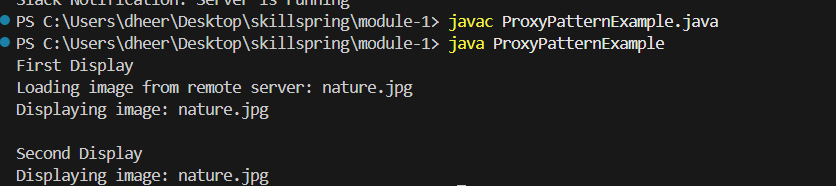 Slack Notification: Server is running
PS C:\Users\dheer\Desktop\skillspring\module-1> javac ProxyPatternExample.java
PS C:\Users\dheer\Desktop\skillspring\module-1> java ProxyPatternExample
First Display
Loading image from remote server: nature.jpg
Displaying image: nature.jpg
Second Display
Displaying image: nature.jpg